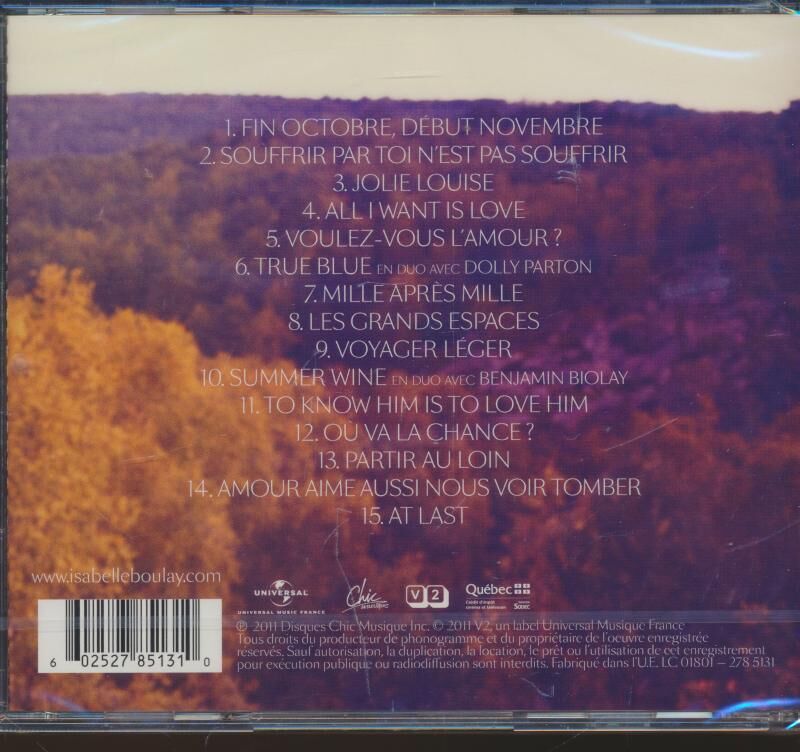 1. FIN OCTOBRE, DÉBUT NOVEMBRE
2. SOUFFRIR PAR TOI N'EST PAS SOUFFRIR
3. JOLIE LOUISE
4. ALL I WANT IS LOVE
5. VOULEZ-VOUS L'AMOUR ?
6. TRUE BLUE EN DUO AVEC DOLLY PARTON
7. MILLE APRÈS MILLE
8. LES GRANDS ESPACES
9. VOYAGER LÉGER
10. SUMMER WINE EN DUO AVEC BENJAMIN BIOLAY
11. TO KNOW HIM IS TO LOVE HIM
12. OÙ VA LA CHANCE ?
13. PARTIR AU LOIN
14. AMOUR AIME AUSSI NOUS VOIR TOMBER
15. AT LAST
www.isabelleboulay.com
UNIVERSAL
UNIVERSAL MUSIC FRANCE
Chic
V2
Québec
Crédit d'impôt
cinéma et télévision
SODEC
6 02527 85131 0
℗ 2011 Disques Chic Musique Inc. © 2011 V2, un label Universal Musique France
Tous droits du producteur de phonogramme et du propriétaire de l'oeuvre enregistrée
réservés. Sauf autorisation, la duplication, la location, le prêt ou l'utilisation de cet enregistrement
pour exécution publique ou radiodiffusion sont interdits. Fabriqué dans l'U.E. LC 01801 – 278 5131